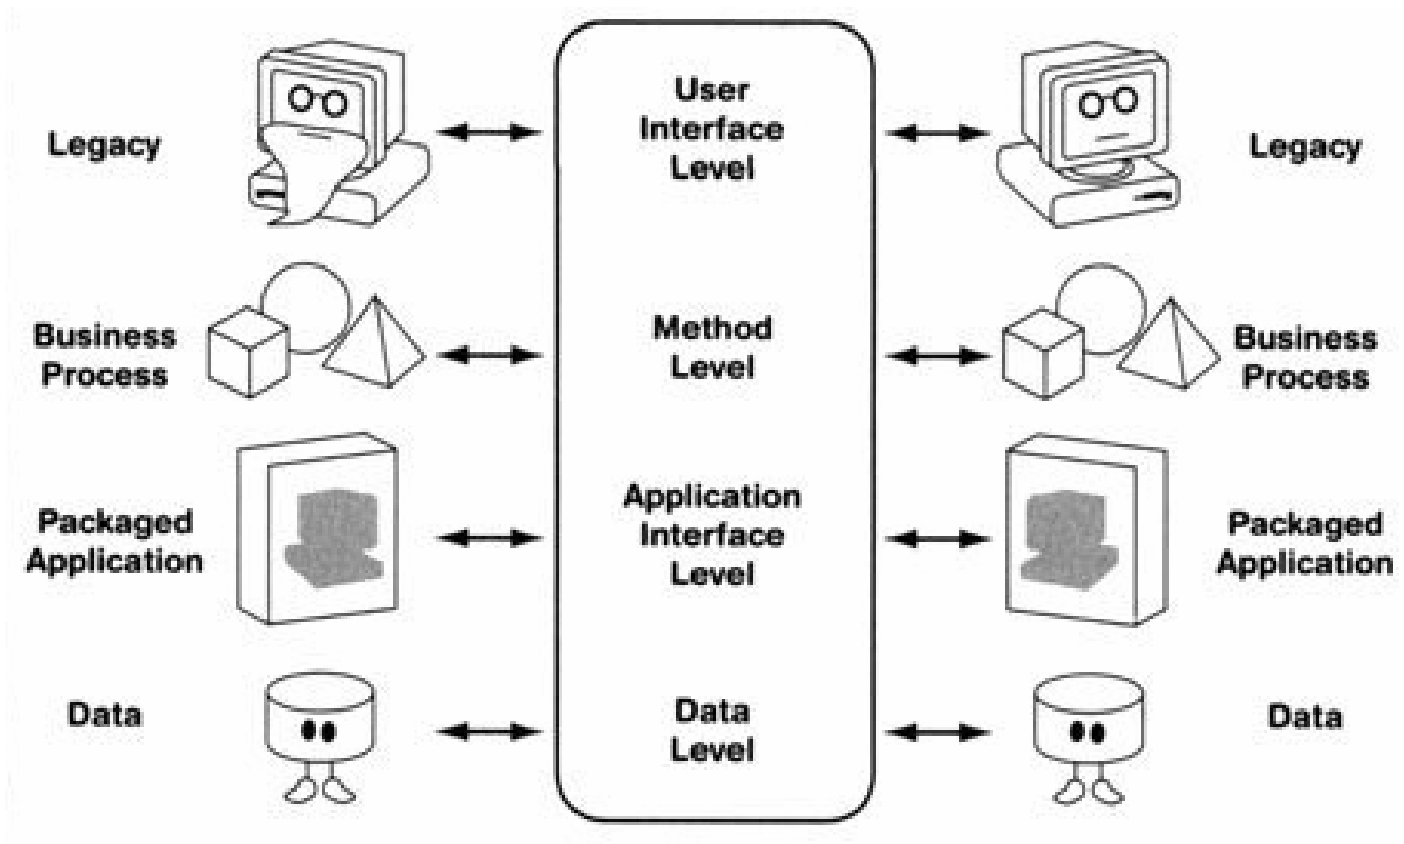 Legacy
User
Interface
Level
Legacy
Business
Process
Method
Level
Business
Process
Packaged
Application
Application
Interface
Level
Packaged
Application
Data
Data
Level
Data